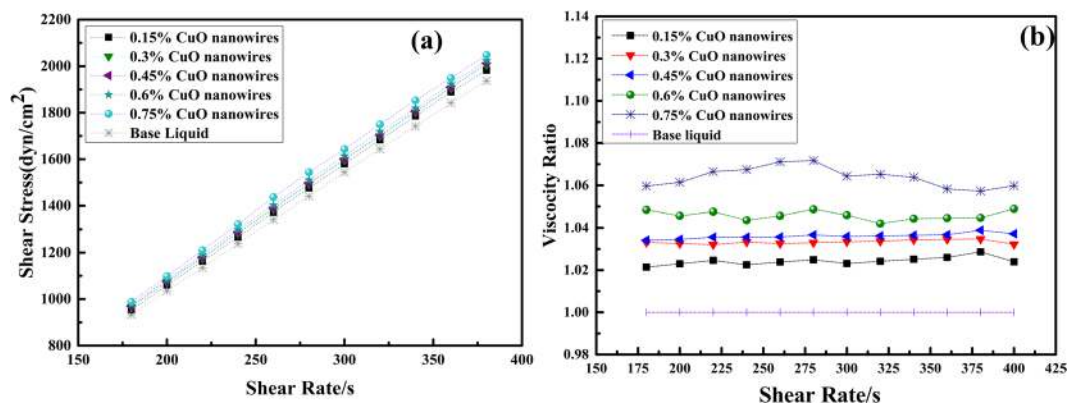 (a)
0.15% CuO nanowires
0.3% CuO nanowires
0.45% CuO nanowires
0.6% CuO nanowires
0.75% CuO nanowires
Base Liquid
Shear Stress(dyn/cm²)
2200
2000
1800
1600
1400
1200
1000
800
150 200 250 300 350 400
Shear Rate/s
(b)
0.15% CuO nanowires
0.3% CuO nanowires
0.45% CuO nanowires
0.6% CuO nanowires
0.75% CuO nanowires
Base liquid
Viscocity Ratio
1.14
1.12
1.10
1.08
1.06
1.04
1.02
1.00
0.98
150 175 200 225 250 275 300 325 350 375 400 425
Shear Rate/s